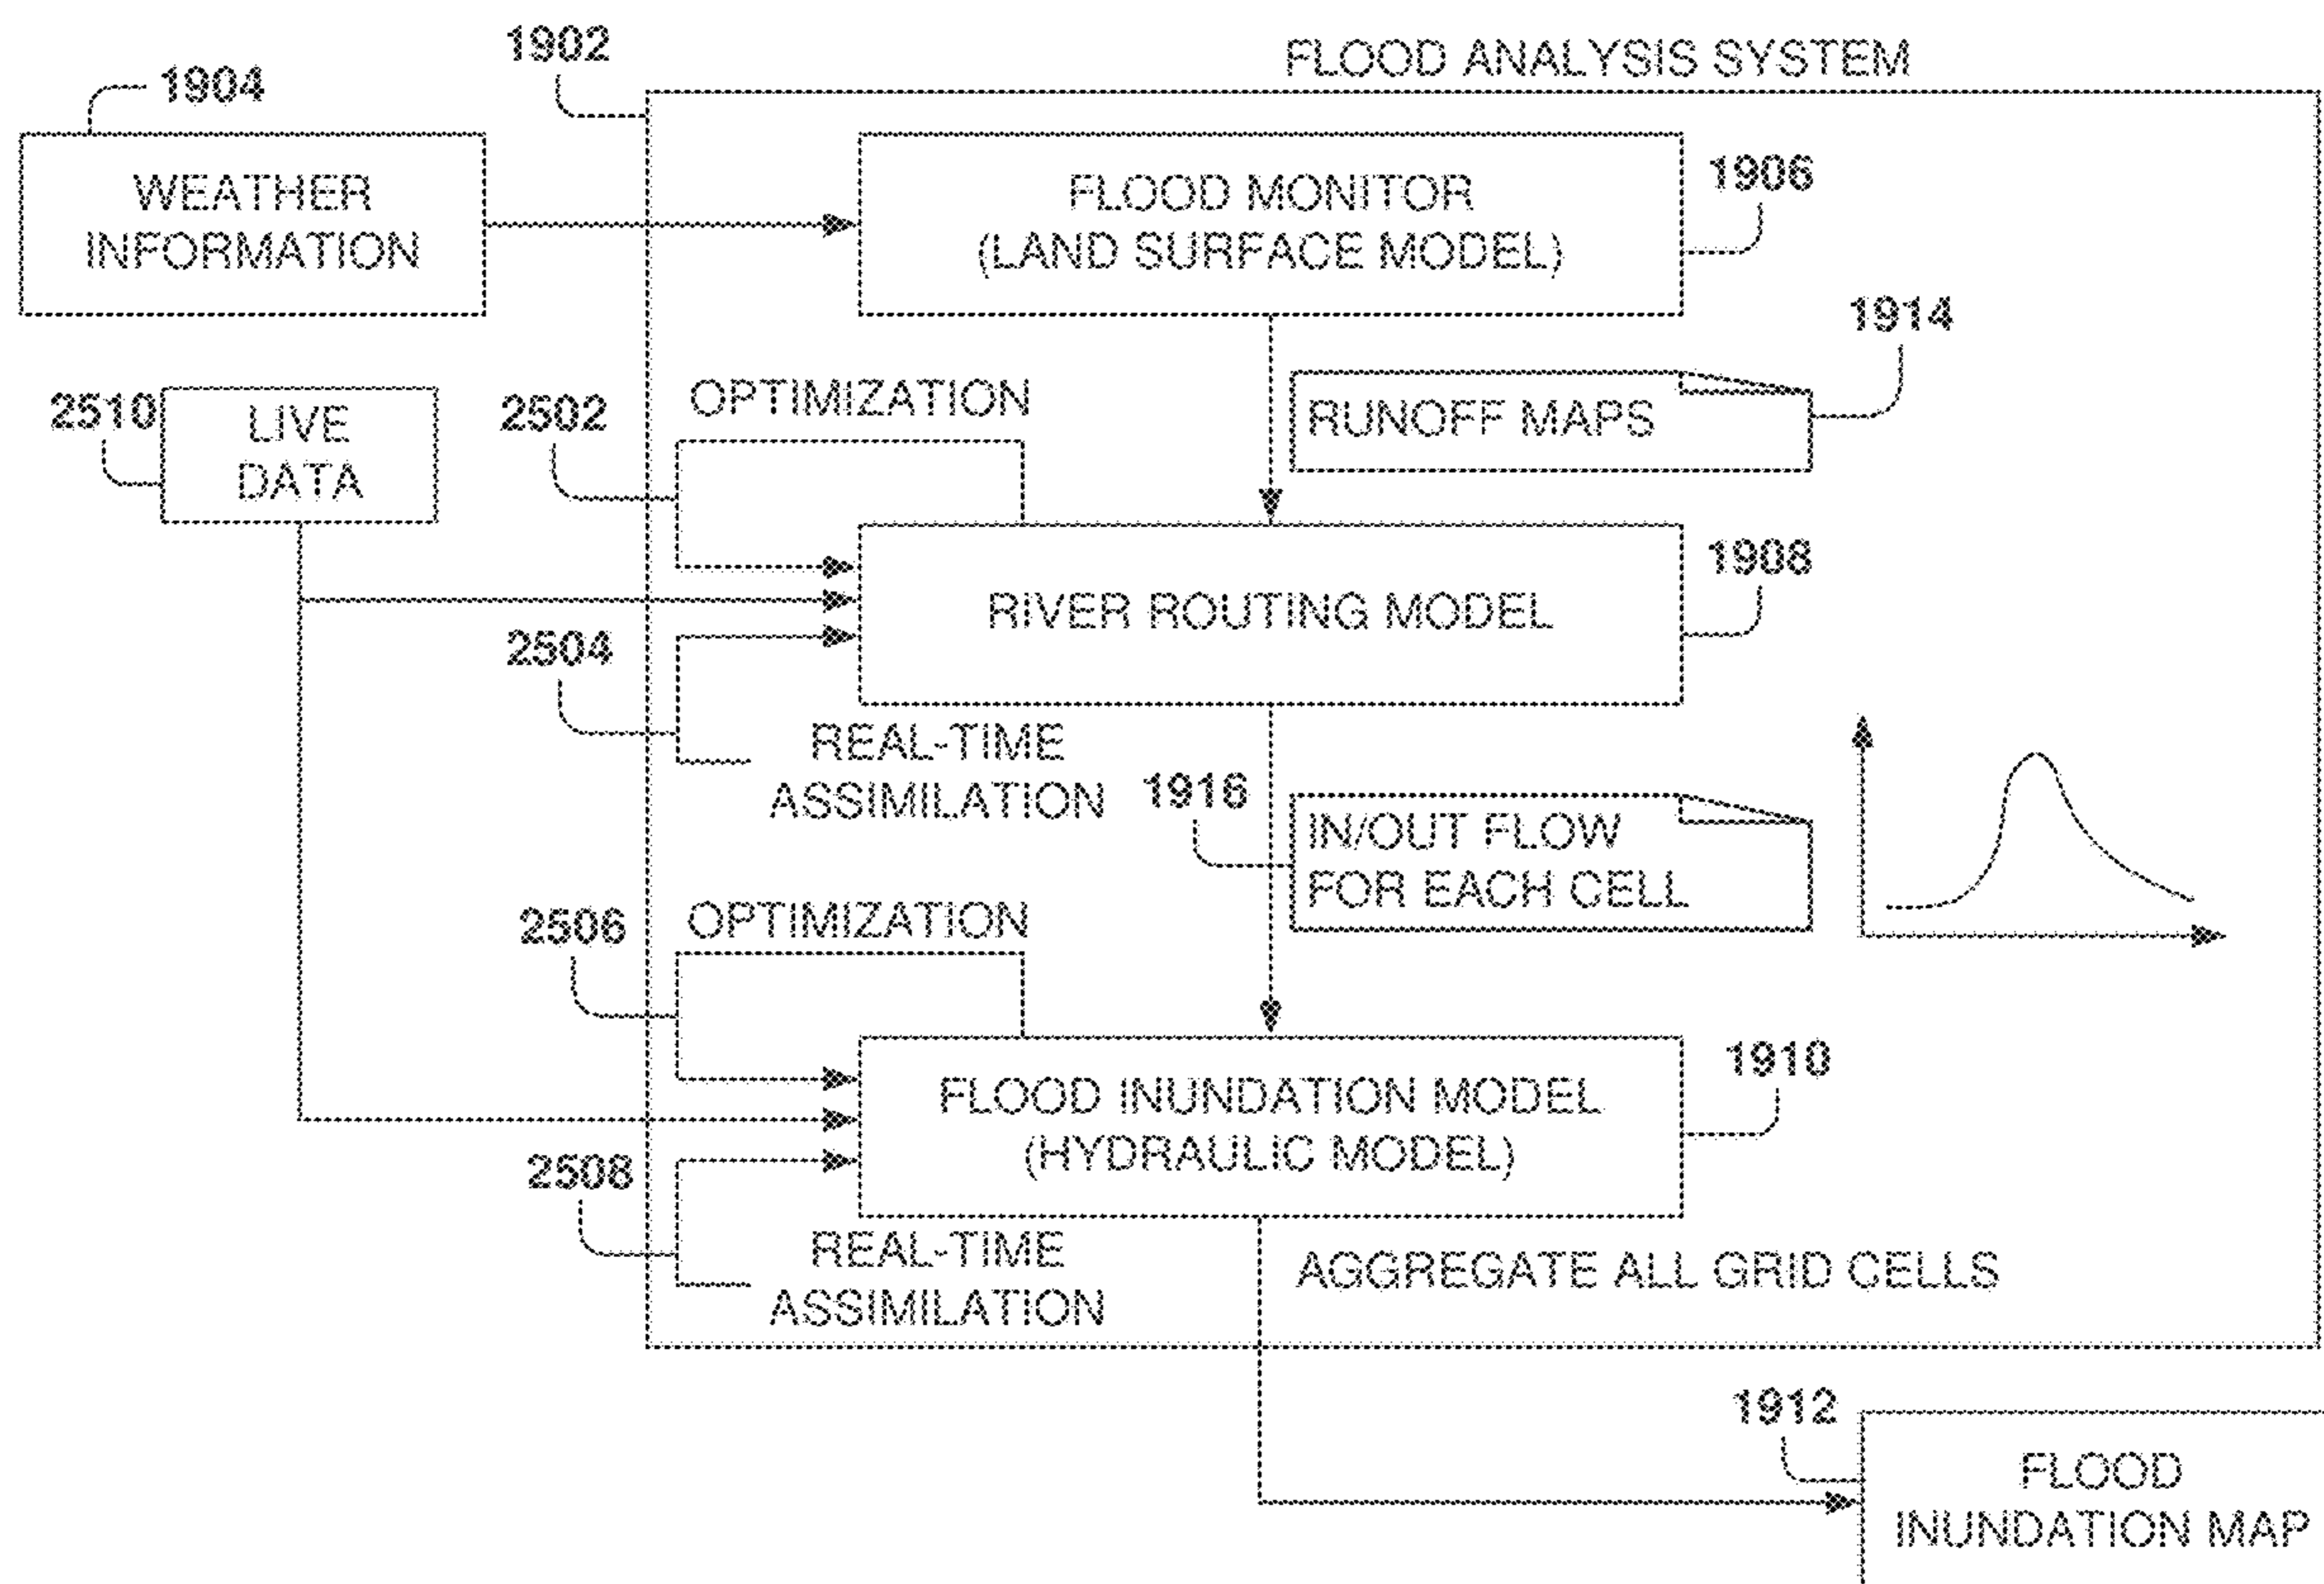 1902
FLOOD ANALYSIS SYSTEM
1904
WEATHER
INFORMATION
FLOOD MONITOR
(LAND SURFACE MODEL)
1906
1914
2510
LIVE
DATA
2502
OPTIMIZATION
RUNOFF MAPS
RIVER ROUTING MODEL
1908
2504
REAL-TIME
ASSIMILATION
1916
IN/OUT FLOW
FOR EACH CELL
2506
OPTIMIZATION
FLOOD INUNDATION MODEL
(HYDRAULIC MODEL)
1910
2508
REAL-TIME
ASSIMILATION
AGGREGATE ALL GRID CELLS
1912
FLOOD
INUNDATION MAP